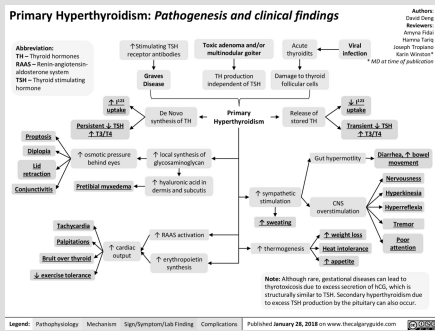 Primary Hyperthyroidism: Pathogenesis and clinical findings
Authors:
David Deng
Reviewers:
Amyna Fidai
Hamna Tariq
Joseph Tropiano
Karin Winston*
* MD at time of publication
Abbreviation:
TH – Thyroid hormones
RAAS – Renin-angiotensin-
aldosterone system
TSH – Thyroid stimulating
hormone
↑Stimulating TSH
receptor antibodies
Toxic adenoma and/or
multinodular goiter
Acute
thyroidits
Viral
infection
Graves
Disease
TH production
independent of TSH
Damage to thyroid
follicular cells
↑ I¹²³
uptake
De Novo
synthesis of TH
Primary
Hyperthyroidism
Release of
stored TH
↓ I¹²³
uptake
Persistent ↓ TSH
↑ T3/T4
Transient ↓ TSH
↑ T3/T4
Proptosis
Diplopia
Lid
retraction
Conjunctivitis
↑ osmotic pressure
behind eyes
↑ local synthesis of
glycosaminoglycan
Pretibial myxedema
↑ hyaluronic acid in
dermis and subcutis
Gut hypermotility
Diarrhea, ↑ bowel
movement
↑ sympathetic
stimulation
CNS
overstimulation
Nervousness
Hyperkinesia
Hyperreflexia
Tremor
Poor
attention
↑ sweating
Tachycardia
Palpitations
Bruit over thyroid
↓ exercise tolerance
↑ cardiac
output
↑ RAAS activation
↑ erythropoietin
synthesis
↑ thermogenesis
↑ weight loss
Heat intolerance
↑ appetite
Note: Although rare, gestational diseases can lead to
thyrotoxicosis due to excess secretion of hCG, which is
structurally similar to TSH. Secondary hyperthyroidism due
to excess TSH production by the pituitary can also occur.
Legend: Pathophysiology Mechanism Sign/Symptom/Lab Finding Complications Published January 28, 2018 on www.thecalgaryguide.com